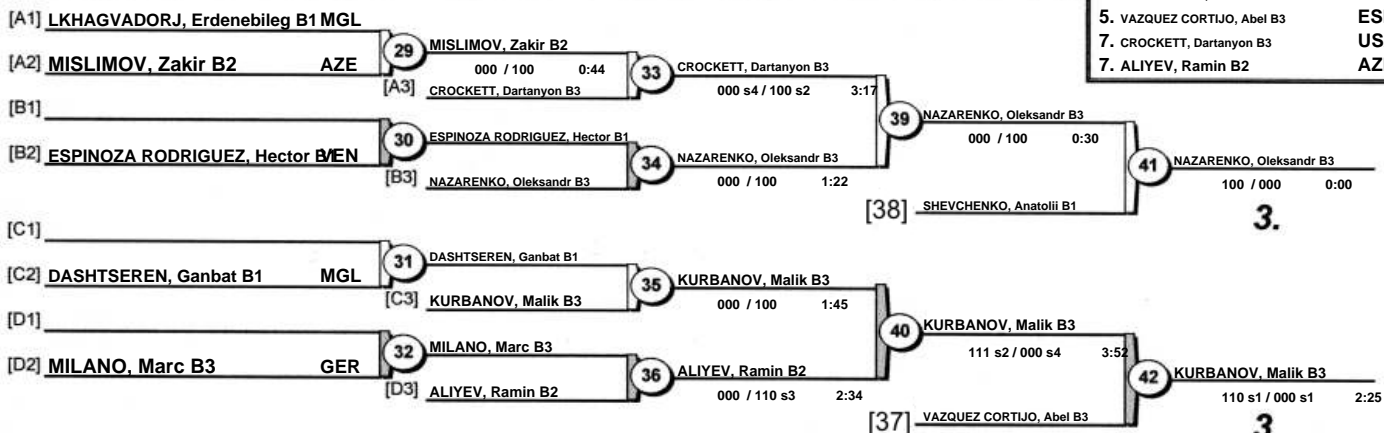 5. VAZQUEZ CORTIJO, Abel B3 ES
7. CROCKETT, Dartanyon B3 US
7. ALIYEV, Ramin B2 AZ
[A1] LKHAGVADORJ, Erdenebileg B1 MGL
[A2] MISLIMOV, Zakir B2 AZE
29 MISLIMOV, Zakir B2
000 / 100 0:44
[A3] CROCKETT, Dartanyon B3
33 CROCKETT, Dartanyon B3
000 s4 / 100 s2 3:17
[B1]
[B2] ESPINOZA RODRIGUEZ, Hector B1 VEN
30 ESPINOZA RODRIGUEZ, Hector B1
[B3] NAZARENKO, Oleksandr B3
34 NAZARENKO, Oleksandr B3
000 / 100 1:22
39 NAZARENKO, Oleksandr B3
000 / 100 0:30
[38] SHEVCHENKO, Anatolii B1
41 NAZARENKO, Oleksandr B3
100 / 000 0:00
3.
[C1]
[C2] DASHTSEREN, Ganbat B1 MGL
31 DASHTSEREN, Ganbat B1
[C3] KURBANOV, Malik B3
35 KURBANOV, Malik B3
000 / 100 1:45
[D1]
[D2] MILANO, Marc B3 GER
32 MILANO, Marc B3
[D3] ALIYEV, Ramin B2
36 ALIYEV, Ramin B2
000 / 110 s3 2:34
40 KURBANOV, Malik B3
111 s2 / 000 s4 3:52
[37] VAZQUEZ CORTIJO, Abel B3
42 KURBANOV, Malik B3
110 s1 / 000 s1 2:25
3